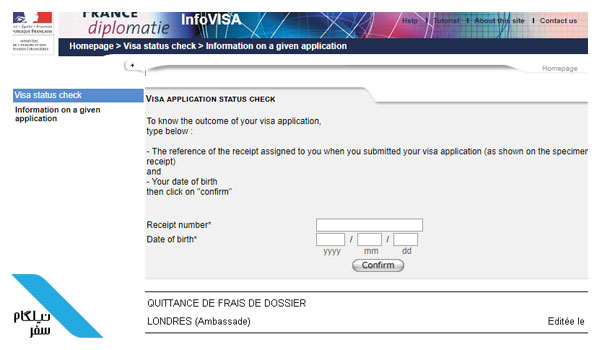 FRANCE
diplomatie
InfoVISA
Help | Tutorial | About this site | Contact us
RÉPUBLIQUE FRANÇAISE
Homepage > Visa status check > Information on a given application
+
Homepage
Visa status check
Information on a given
application
VISA APPLICATION STATUS CHECK
To know the outcome of your visa application,
type below :
- The reference of the receipt assigned to you when you submitted your visa application (as shown on the specimen
receipt)
and
- Your date of birth
then click on "confirm"
Receipt number*
Date of birth*
/ /
yyyy mm dd
Confirm
QUITTANCE DE FRAIS DE DOSSIER
LONDRES (Ambassade) Editée le
نیلگام
سفر